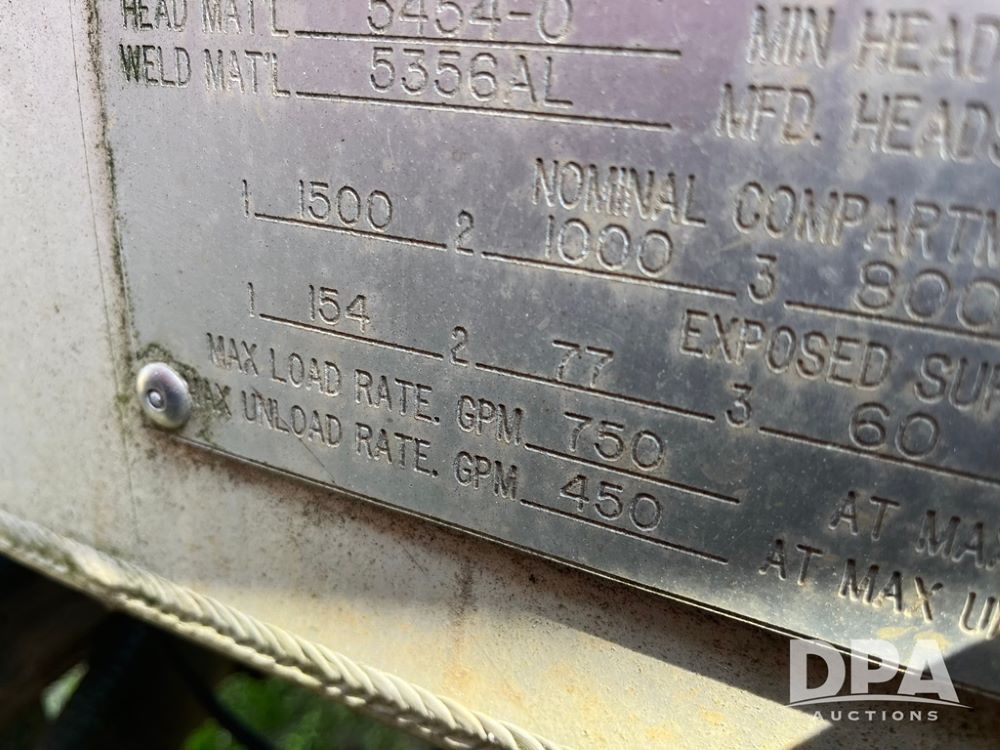 HEAD MAT'L 5454-O MIN HEAD
WELD MAT'L 5356AL MFD. HEADS
NOMINAL COMPARTM
1 1500 2 1000 3 800
EXPOSED SUR
1 154 2 77 3 60
MAX LOAD RATE. GPM 750 AT MA
MAX UNLOAD RATE. GPM 450 AT MAX U
DPA
AUCTIONS